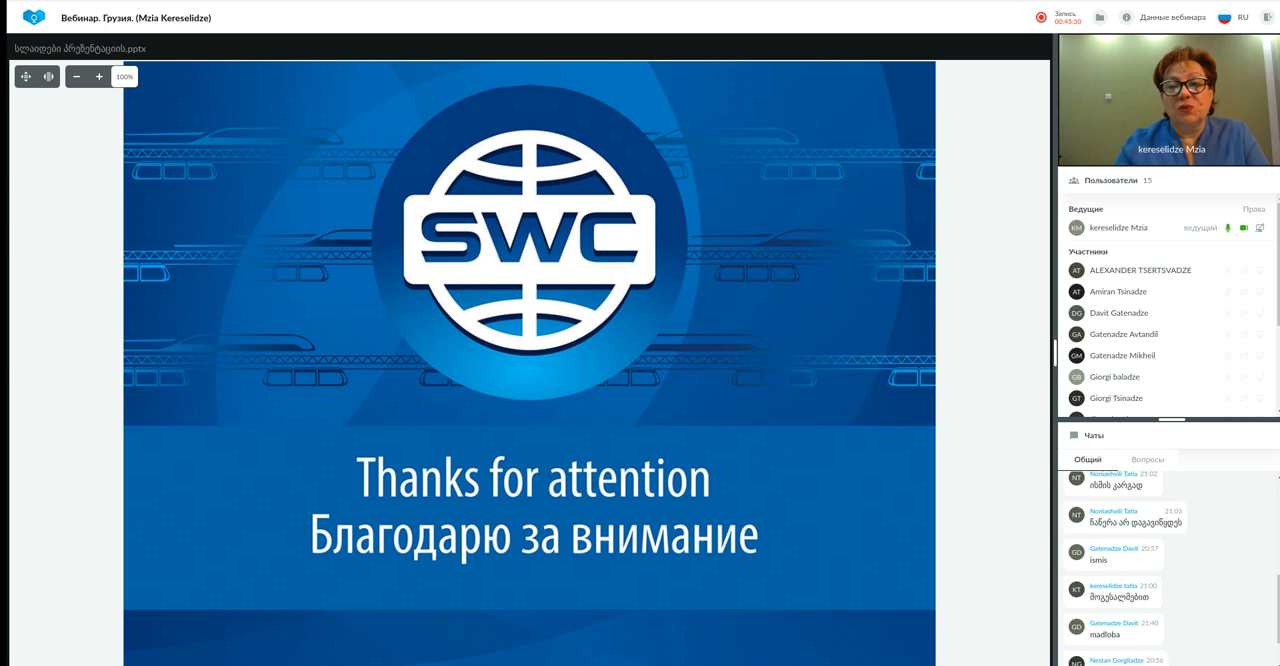 Вебинар. Грузия. (Mzia Kereselidze)
Запись
00:45:30
Данные вебинара
RU
სლაიდები პრეზენტაციის.pptx
100%
SWC
Thanks for attention
Благодарю за внимание
kereselidze Mzia
Пользователи 15
Ведущие Права
KM kereselidze Mzia ведущий
Участники
AT ALEXANDER TSERTSVADZE
AT Amiran Tsinadze
DG Davit Gatenadze
GA Gatenadze Avtandil
GM Gatenadze Mikheil
GB Giorgi baladze
GT Giorgi Tsinadze
Чаты
Общий Вопросы
NT Noniashvili Tatia 21:02
ისმის კარგად
NT Noniashvili Tatia 21:03
ჩაწერა არ დაგავიწყდეს
GD Gatenadze Davit 20:57
ismis
KT kereselidze tatia 21:00
მოგესალმებით
GD Gatenadze Davit 21:40
madloba
NG Nestan Gorgiladze 20:56